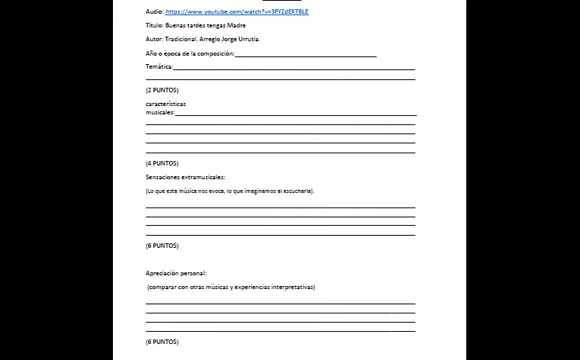 Audio: https://www.youtube.com/watch?v=3FYZdEKT6LE
Título: Buenas tardes tengas Madre
Autor: Tradicional. Arreglo Jorge Urrutia.
Año o época de la composición:
Temática:
(2 PUNTOS)
características
musicales:
(4 PUNTOS)
Sensaciones extramusicales:
(Lo que esta música nos evoca, lo que imaginamos al escucharla).
(6 PUNTOS)
Apreciación personal:
(comparar con otras músicas y experiencias interpretativas)
(6 PUNTOS)